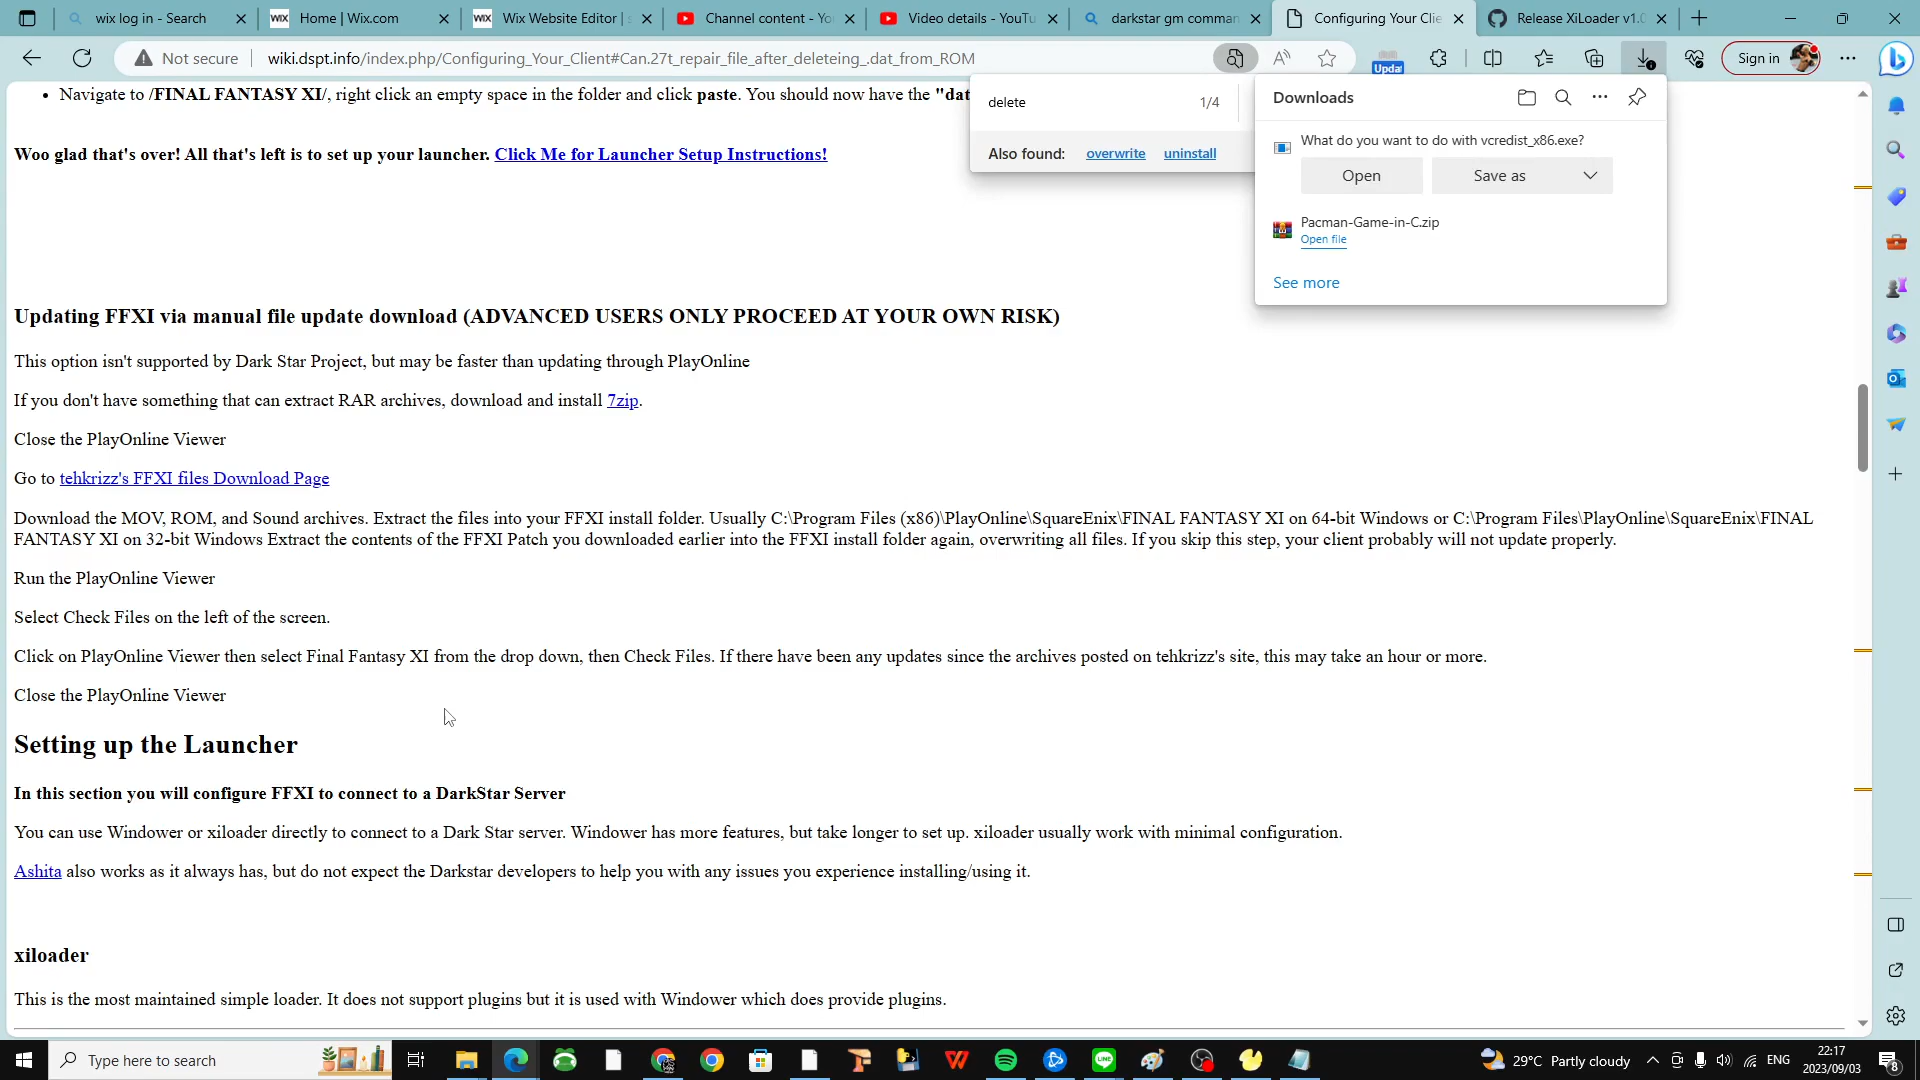 wix log in - Search
Home | Wix.com
Wix Website Editor | s
Channel content - Yo
Video details - YouTu
darkstar gm comman
Configuring Your Clie
Release XiLoader v1.0
Not secure
wiki.dspt.info/index.php/Configuring_Your_Client#Can.27t_repair_file_after_deleteing_.dat_from_ROM
Updat
Sign in
Navigate to /FINAL FANTASY XI/, right click an empty space in the folder and click paste. You should now have the "dat
delete 1/4
Also found: overwrite uninstall
Downloads
What do you want to do with vcredist_x86.exe?
Open
Save as
Pacman-Game-in-C.zip
Open file
See more
Woo glad that's over! All that's left is to set up your launcher. Click Me for Launcher Setup Instructions!
Updating FFXI via manual file update download (ADVANCED USERS ONLY PROCEED AT YOUR OWN RISK)
This option isn't supported by Dark Star Project, but may be faster than updating through PlayOnline
If you don't have something that can extract RAR archives, download and install 7zip.
Close the PlayOnline Viewer
Go to tehkrizz's FFXI files Download Page
Download the MOV, ROM, and Sound archives. Extract the files into your FFXI install folder. Usually C:\Program Files (x86)\PlayOnline\SquareEnix\FINAL FANTASY XI on 64-bit Windows or C:\Program Files\PlayOnline\SquareEnix\FINAL
FANTASY XI on 32-bit Windows Extract the contents of the FFXI Patch you downloaded earlier into the FFXI install folder again, overwriting all files. If you skip this step, your client probably will not update properly.
Run the PlayOnline Viewer
Select Check Files on the left of the screen.
Click on PlayOnline Viewer then select Final Fantasy XI from the drop down, then Check Files. If there have been any updates since the archives posted on tehkrizz's site, this may take an hour or more.
Close the PlayOnline Viewer
Setting up the Launcher
In this section you will configure FFXI to connect to a DarkStar Server
You can use Windower or xiloader directly to connect to a Dark Star server. Windower has more features, but take longer to set up. xiloader usually work with minimal configuration.
Ashita also works as it always has, but do not expect the Darkstar developers to help you with any issues you experience installing/using it.
xiloader
This is the most maintained simple loader. It does not support plugins but it is used with Windower which does provide plugins.
Type here to search
29°C Partly cloudy
ENG
22:17
2023/09/03
8